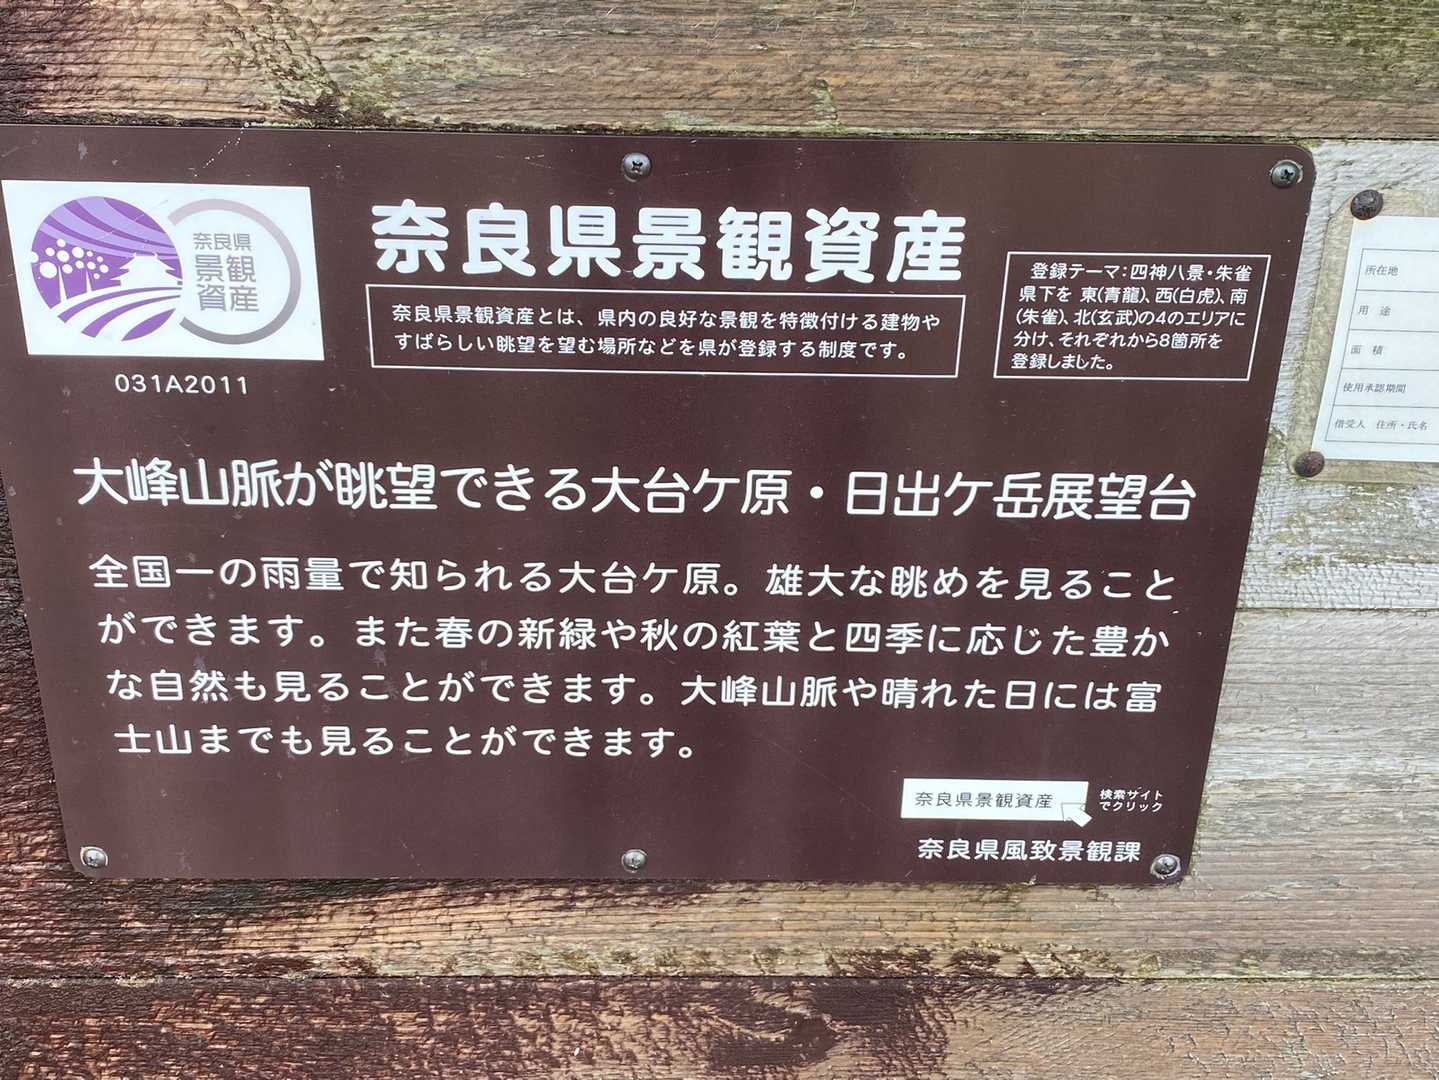 奈良県
景観
資産
031A2011
奈良県景観資産
奈良県景観資産とは、県内の良好な景観を特徴付ける建物や
すばらしい眺望を望む場所などを県が登録する制度です。
登録テーマ：四神八景・朱雀
県下を 東(青龍)、西(白虎)、南
(朱雀)、北(玄武)の4のエリアに
分け、それぞれから8箇所を
登録しました。
大峰山脈が眺望できる大台ケ原・日出ケ岳展望台
全国一の雨量で知られる大台ケ原。雄大な眺めを見ること
ができます。また春の新緑や秋の紅葉と四季に応じた豊か
な自然も見ることができます。大峰山脈や晴れた日には富
士山までも見ることができます。
奈良県景観資産
検索サイト
でクリック
奈良県風致景観課
所在地
用　途
面　積
使用承認期間
借受人　住所・氏名